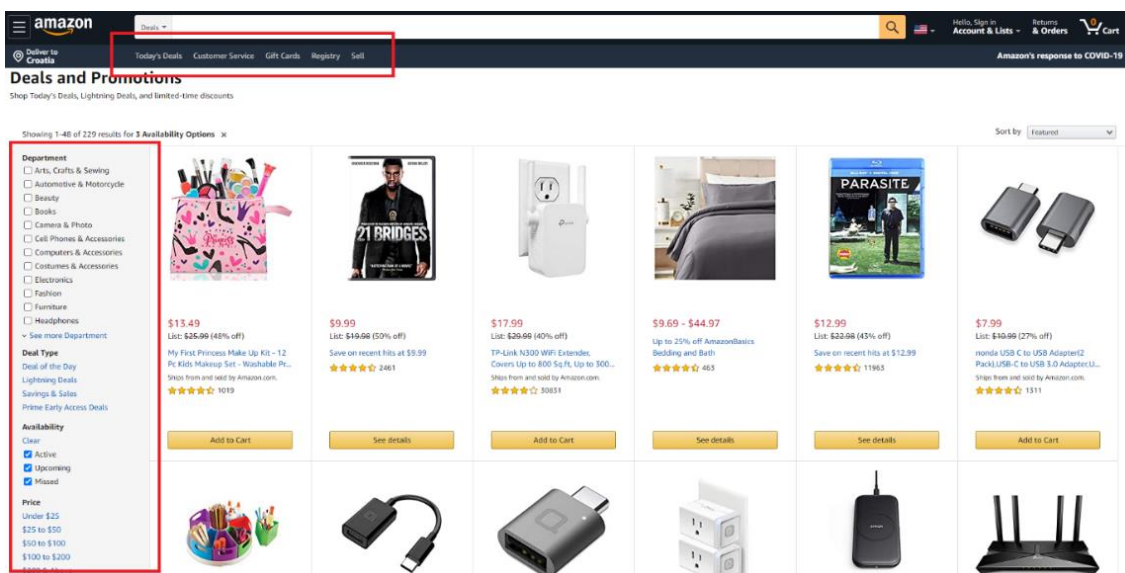 amazon
Deals
Hello, Sign in
Account & Lists
Returns
& Orders
0
Cart
Deliver to
Croatia
Today's Deals Customer Service Gift Cards Registry Sell
Amazon's response to COVID-19
Deals and Promotions
Shop Today's Deals, Lightning Deals, and limited-time discounts
Showing 1-48 of 229 results for 3 Availability Options x
Sort by Featured
Department
Arts, Crafts & Sewing
Automotive & Motorcycle
Beauty
Books
Camera & Photo
Cell Phones & Accessories
Computers & Accessories
Costumes & Accessories
Electronics
Fashion
Furniture
Headphones
See more Department
Deal Type
Deal of the Day
Lightning Deals
Savings & Sales
Prime Early Access Deals
Availability
Clear
Active
Upcoming
Missed
Price
Under $25
$25 to $50
$50 to $100
$100 to $200
Princess
$13.49
List: $25.99 (48% off)
My First Princess Make Up Kit - 12
Pc Kids Makeup Set - Washable Pr...
Ships from and sold by Amazon.com.
1019
Add to Cart
21 BRIDGES
$9.99
List: $19.98 (50% off)
Save on recent hits at $9.99
2461
See details
$17.99
List: $29.99 (40% off)
TP-Link N300 WiFi Extender,
Covers Up to 800 Sq.ft, Up to 300...
Ships from and sold by Amazon.com.
30631
Add to Cart
$9.69 - $44.97
Up to 25% off AmazonBasics
Bedding and Bath
463
See details
PARASITE
$12.99
List: $22.98 (43% off)
Save on recent hits at $12.99
11963
See details
$7.99
List: $10.99 (27% off)
nonda USB C to USB Adapter(2
Pack),USB-C to USB 3.0 Adapter,U...
Ships from and sold by Amazon.com.
1311
Add to Cart